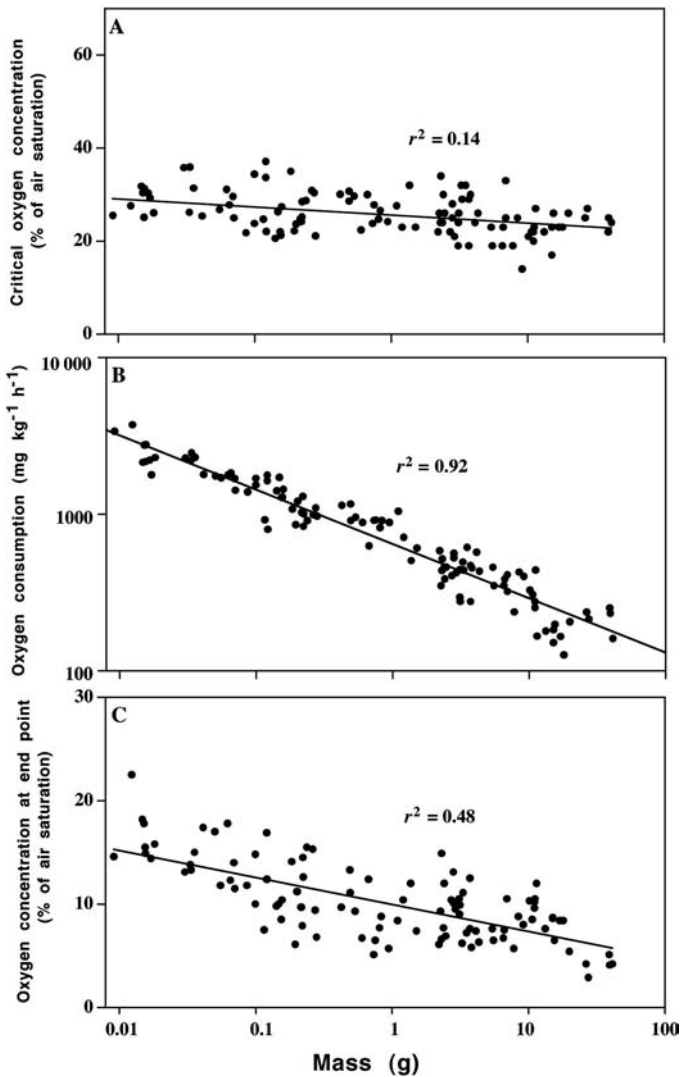 A
Critical oxygen concentration
(% of air saturation)
60
40
20
0
r² = 0.14
B
Oxygen consumption (mg kg⁻¹ h⁻¹)
10 000
1000
100
r² = 0.92
C
Oxygen concentration at end point
(% of air saturation)
30
20
10
0
r² = 0.48
0.01 0.1 1 10 100
Mass (g)